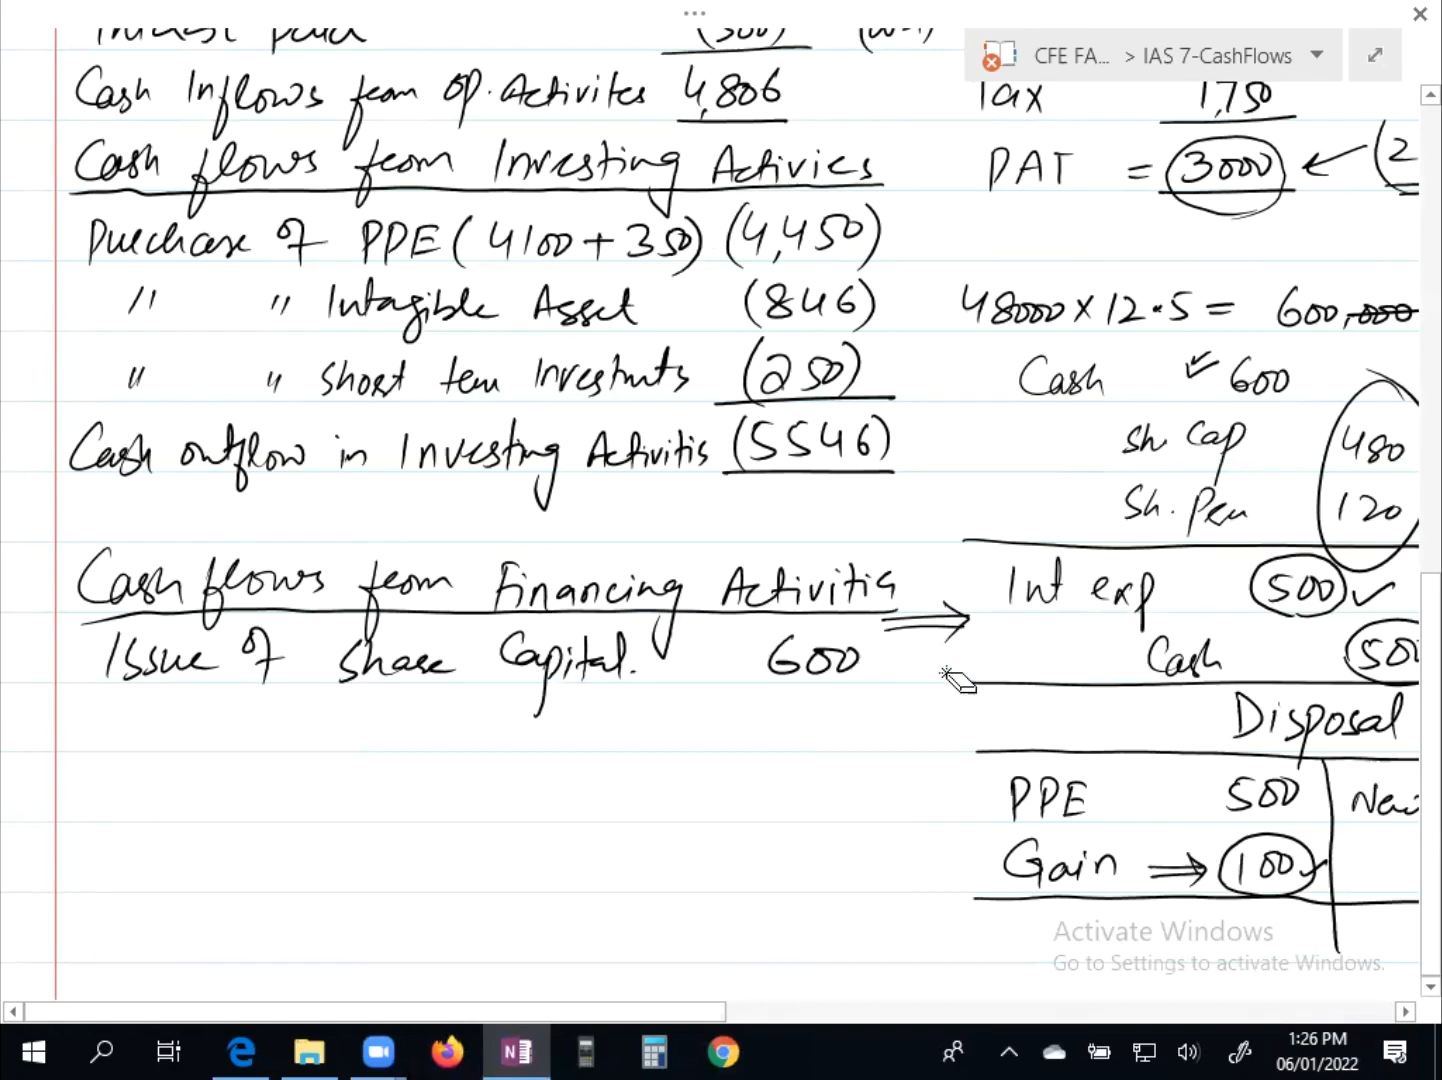 CFE FA... > IAS 7-CashFlows
Cash Inflows from op. Activites 4,806
Cash flows from Investing Activies
Purchase of PPE (4100 + 350) (4,450)
" " Intagible Asset (846)
" " short tem Investmts (250)
Cash outflow in Investing Activitis (5546)
Cash flows from Financing Activities
Issue of share Capital. 600
Tax 1,750
PAT = 3000 ← (2
48000 x 12.5 = 600,000
Cash ✓ 600
Sh. Cap 480
Sh. Pem 120
Int exp 500 ✓
Cash 500
Disposal
PPE 500
Gain ⇒ 100 ✓
Activate Windows
Go to Settings to activate Windows.
1:26 PM
06/01/2022